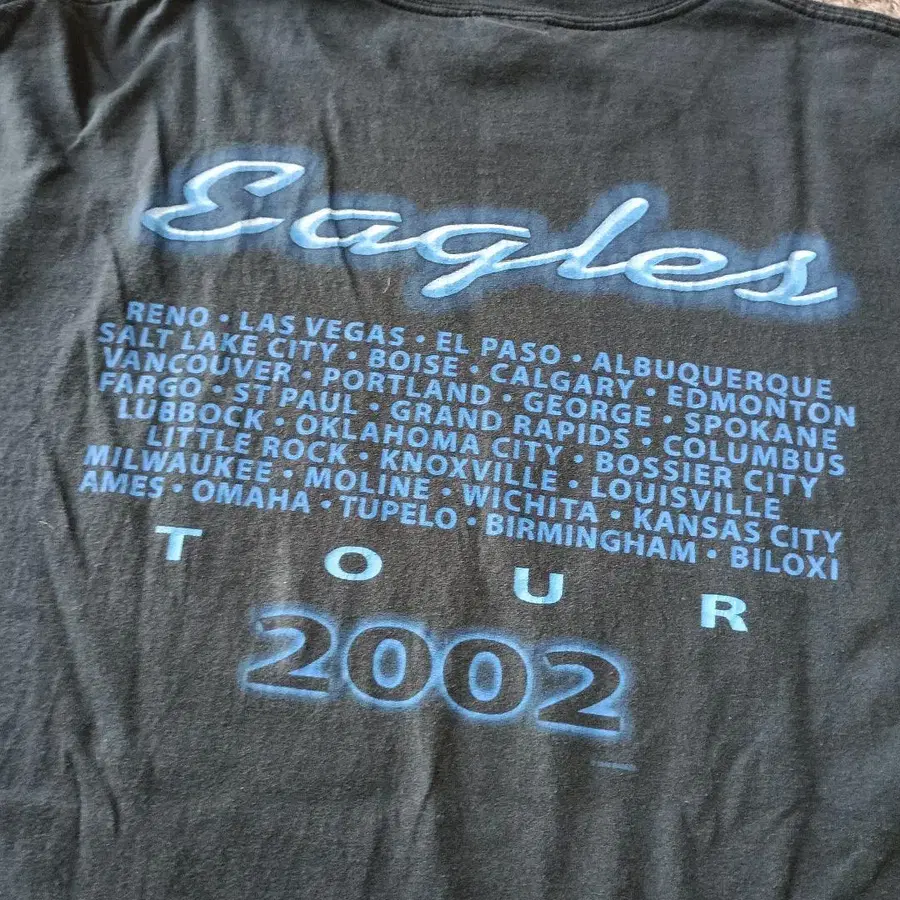 Eagles
RENO • LAS VEGAS • EL PASO • ALBUQUERQUE
SALT LAKE CITY • BOISE • CALGARY • EDMONTON
VANCOUVER • PORTLAND • GEORGE • SPOKANE
FARGO • ST PAUL • GRAND RAPIDS • COLUMBUS
LUBBOCK • OKLAHOMA CITY • BOSSIER CITY
LITTLE ROCK • KNOXVILLE • LOUISVILLE
MILWAUKEE • MOLINE • WICHITA • KANSAS CITY
AMES • OMAHA • TUPELO • BIRMINGHAM • BILOXI
TOUR
2002